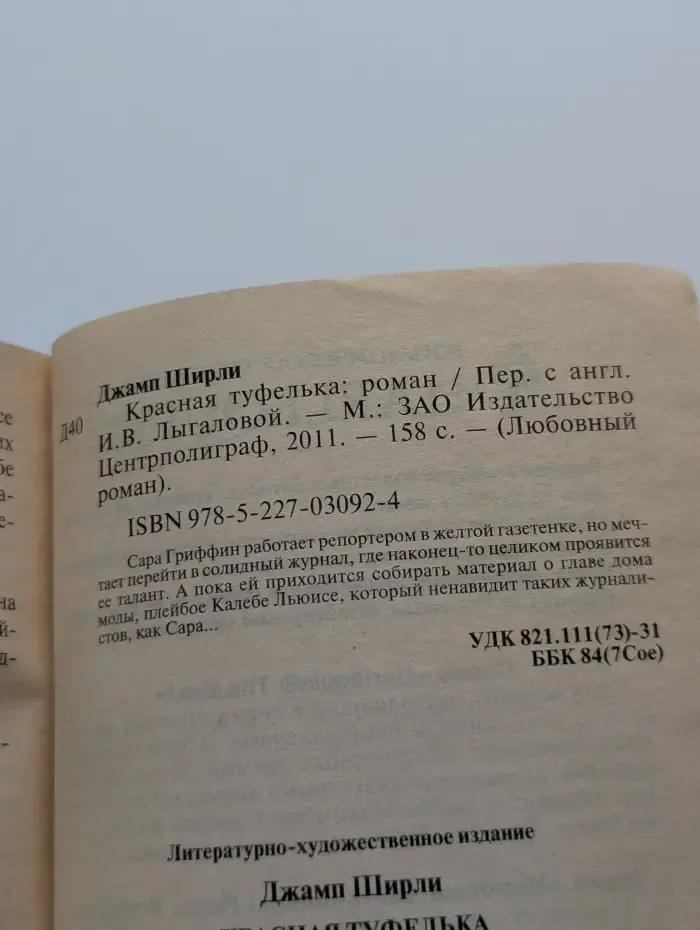 Джамп Ширли
Д40
Красная туфелька: роман / Пер. с англ.
И.В. Лыгаловой. — М.: ЗАО Издательство
Центрполиграф, 2011. — 158 с. — (Любовный
роман).
ISBN 978-5-227-03092-4
Сара Гриффин работает репортером в желтой газетенке, но меч-
тает перейти в солидный журнал, где наконец-то целиком проявится
ее талант. А пока ей приходится собирать материал о главе дома
моды, плейбое Калебе Льюисе, который ненавидит таких журнали-
стов, как Сара...
УДК 821.111(73)-31
ББК 84(7Сое)
Литературно-художественное издание
Джамп Ширли
КРАСНАЯ ТУФЕЛЬКА